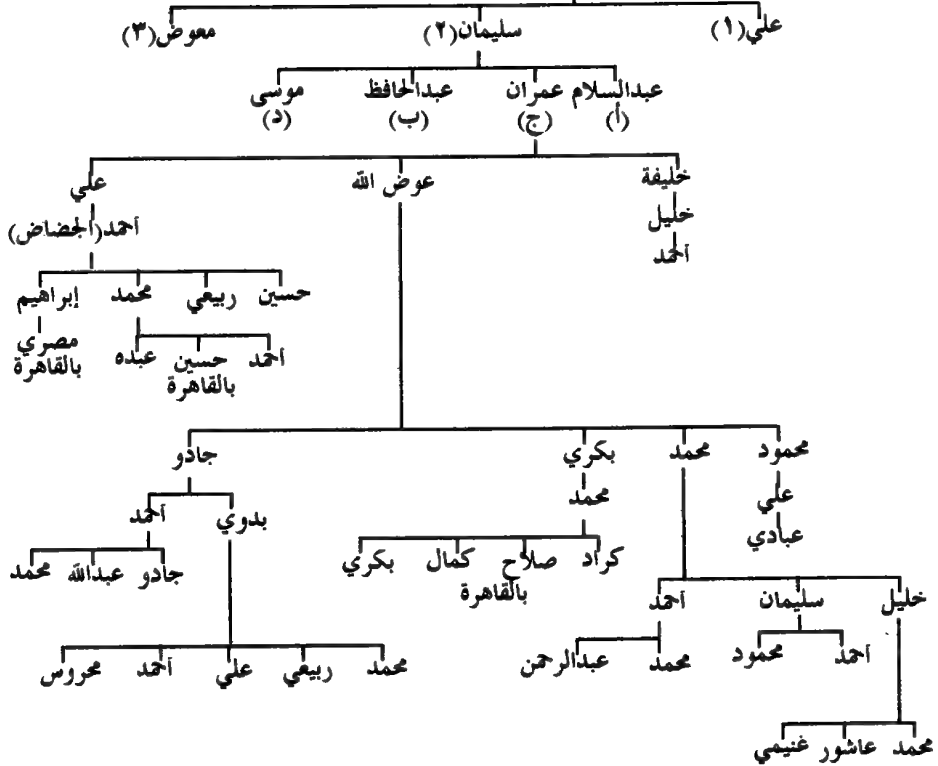 علي(١) سليمان(٢) معوض(٣)
عبدالسلام عمران عبدالحافظ موسى
(أ) (ج) (ب) (د)
خليفة عوض الله علي
خليل أحمد(الجضاض)
أحمد
حسين ربيعي محمد إبراهيم
أحمد حسين عبده مصري
بالقاهرة بالقاهرة
محمود محمد بكري جادو
علي محمد بدوي أحمد
عبادي
كراد صلاح كمال بكري جادو عبدالله محمد
بالقاهرة
خليل سليمان أحمد
أحمد محمود محمد عبدالرحمن محمد ربيعي علي أحمد محروس
محمد عاشور غنيمي